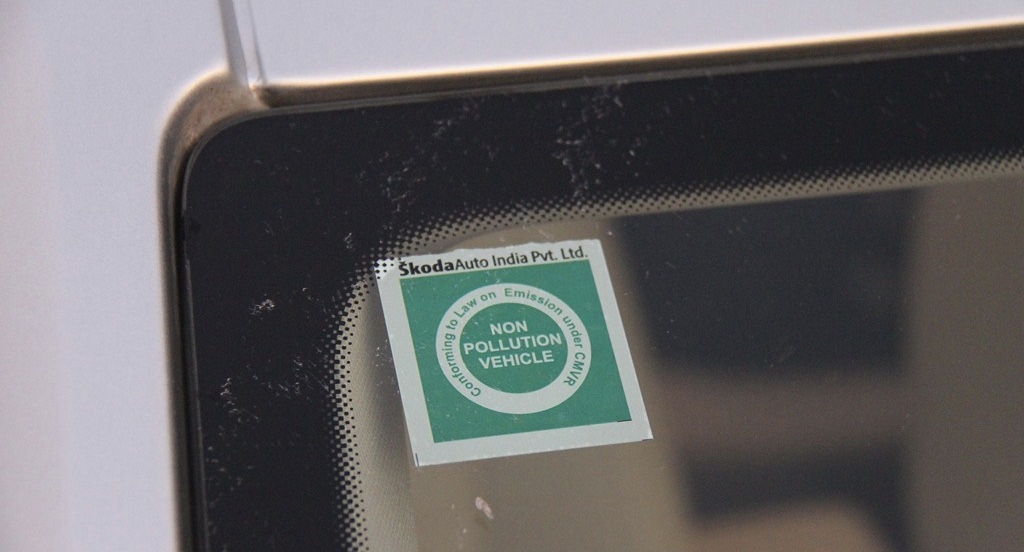 ŠkodaAuto India Pvt. Ltd.
Conforming to Law on Emission under CMVR
NON
POLLUTION
VEHICLE